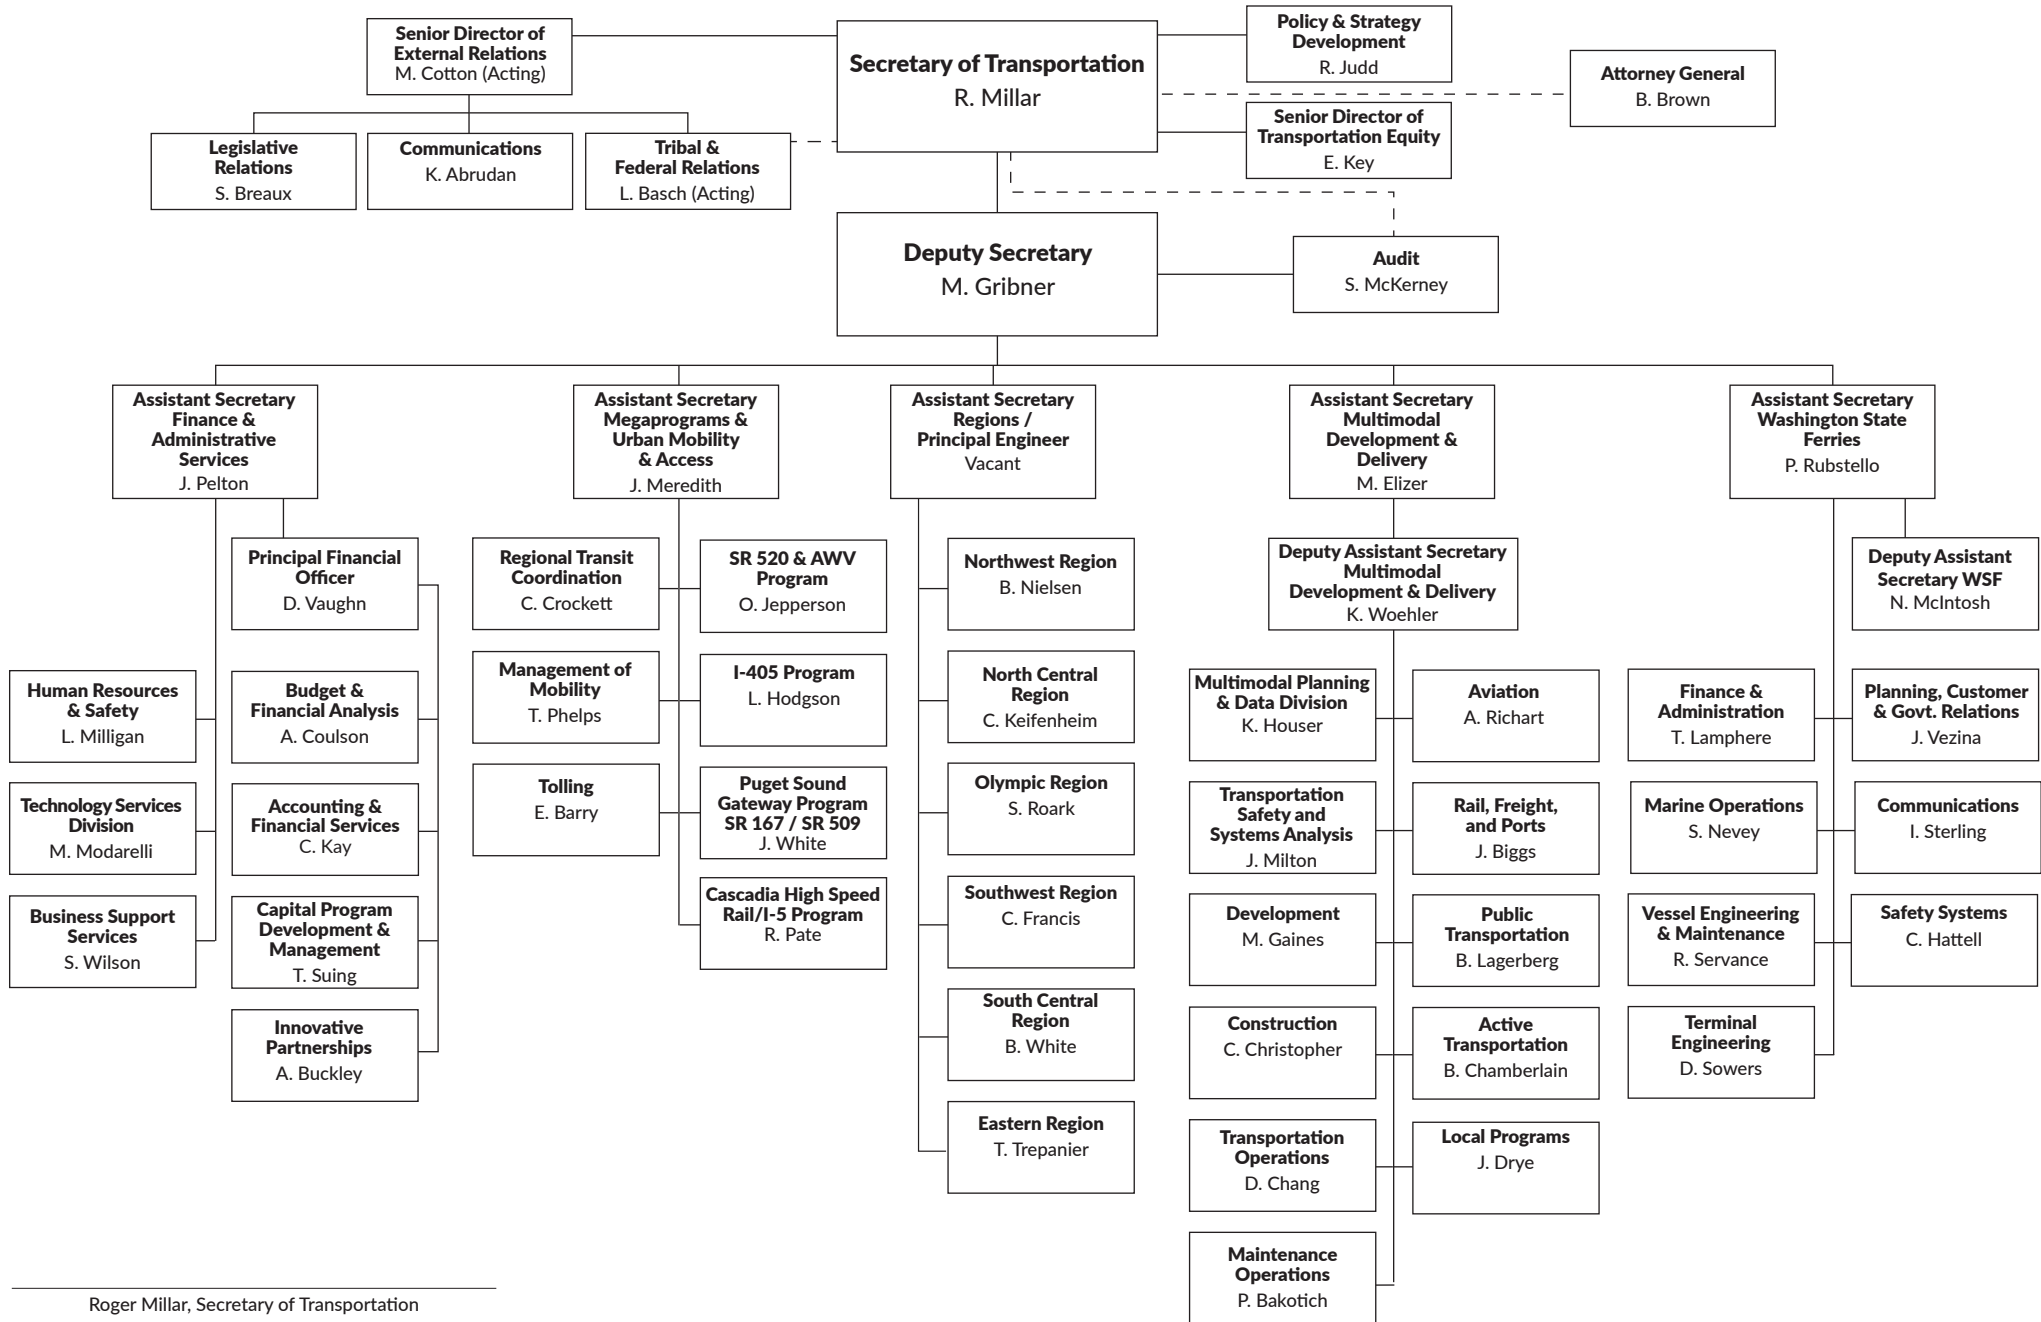 Senior Director of
External Relations
M. Cotton (Acting)
Secretary of Transportation
R. Millar
Policy & Strategy
Development
R. Judd
Attorney General
B. Brown
Senior Director of
Transportation Equity
E. Key
Legislative
Relations
S. Breaux
Communications
K. Abrudan
Tribal &
Federal Relations
L. Basch (Acting)
Deputy Secretary
M. Gribner
Audit
S. McKerney
Assistant Secretary
Finance &
Administrative
Services
J. Pelton
Assistant Secretary
Megaprograms &
Urban Mobility
& Access
J. Meredith
Assistant Secretary
Regions /
Principal Engineer
Vacant
Assistant Secretary
Multimodal
Development &
Delivery
M. Elizer
Assistant Secretary
Washington State
Ferries
P. Rubstello
Principal Financial
Officer
D. Vaughn
Human Resources
& Safety
L. Milligan
Budget &
Financial Analysis
A. Coulson
Technology Services
Division
M. Modarelli
Accounting &
Financial Services
C. Kay
Business Support
Services
S. Wilson
Capital Program
Development &
Management
T. Suing
Innovative
Partnerships
A. Buckley
Regional Transit
Coordination
C. Crockett
SR 520 & AWV
Program
O. Jepperson
Management of
Mobility
T. Phelps
I-405 Program
L. Hodgson
Tolling
E. Barry
Puget Sound
Gateway Program
SR 167 / SR 509
J. White
Cascadia High Speed
Rail/I-5 Program
R. Pate
Northwest Region
B. Nielsen
North Central
Region
C. Keifenheim
Olympic Region
S. Roark
Southwest Region
C. Francis
South Central
Region
B. White
Eastern Region
T. Trepanier
Deputy Assistant Secretary
Multimodal
Development & Delivery
K. Woehler
Multimodal Planning
& Data Division
K. Houser
Aviation
A. Richart
Transportation
Safety and
Systems Analysis
J. Milton
Rail, Freight,
and Ports
J. Biggs
Development
M. Gaines
Public
Transportation
B. Lagerberg
Construction
C. Christopher
Active
Transportation
B. Chamberlain
Transportation
Operations
D. Chang
Local Programs
J. Drye
Maintenance
Operations
P. Bakotich
Deputy Assistant
Secretary WSF
N. McIntosh
Finance &
Administration
T. Lamphere
Planning, Customer
& Govt. Relations
J. Vezina
Marine Operations
S. Nevey
Communications
I. Sterling
Vessel Engineering
& Maintenance
R. Servance
Safety Systems
C. Hattell
Terminal
Engineering
D. Sowers
Roger Millar, Secretary of Transportation